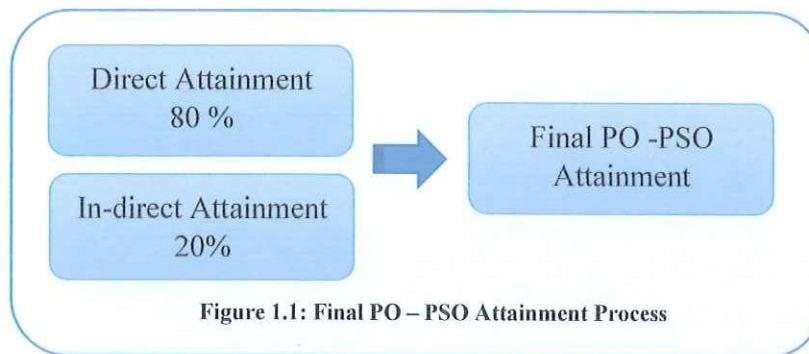 Direct Attainment
80 %
In-direct Attainment
20%
Final PO -PSO
Attainment
Figure 1.1: Final PO – PSO Attainment Process